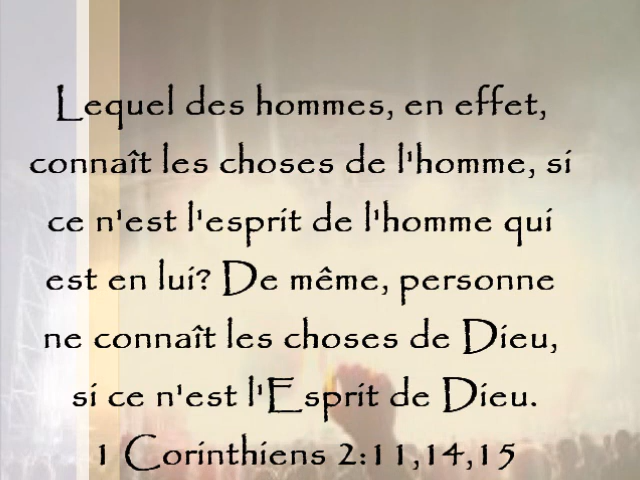 Lequel des hommes, en effet,
connaît les choses de l'homme, si
ce n'est l'esprit de l'homme qui
est en lui? De même, personne
ne connaît les choses de Dieu,
si ce n'est l'Esprit de Dieu.
1 Corinthiens 2:11,14,15